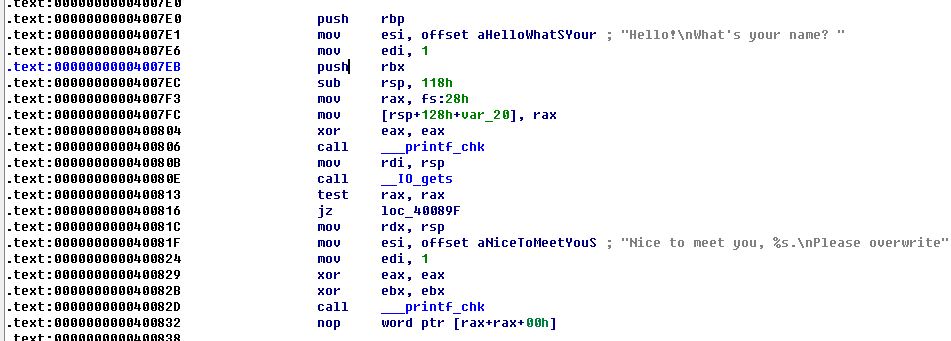 .text:00000000004007E0
.text:00000000004007E0 push rbp
.text:00000000004007E1 mov esi, offset aHelloWhatSYour ; "Hello!\nWhat's your name? "
.text:00000000004007E6 mov edi, 1
.text:00000000004007EB push rbx
.text:00000000004007EC sub rsp, 118h
.text:00000000004007F3 mov rax, fs:28h
.text:00000000004007FC mov [rsp+128h+var_20], rax
.text:0000000000400804 xor eax, eax
.text:0000000000400806 call ___printf_chk
.text:000000000040080B mov rdi, rsp
.text:000000000040080E call __IO_gets
.text:0000000000400813 test rax, rax
.text:0000000000400816 jz loc_40089F
.text:000000000040081C mov rdx, rsp
.text:000000000040081F mov esi, offset aNiceToMeetYouS ; "Nice to meet you, %s.\nPlease overwrite"
.text:0000000000400824 mov edi, 1
.text:0000000000400829 xor eax, eax
.text:000000000040082B xor ebx, ebx
.text:000000000040082D call ___printf_chk
.text:0000000000400832 nop word ptr [rax+rax+00h]
.text:0000000000400838